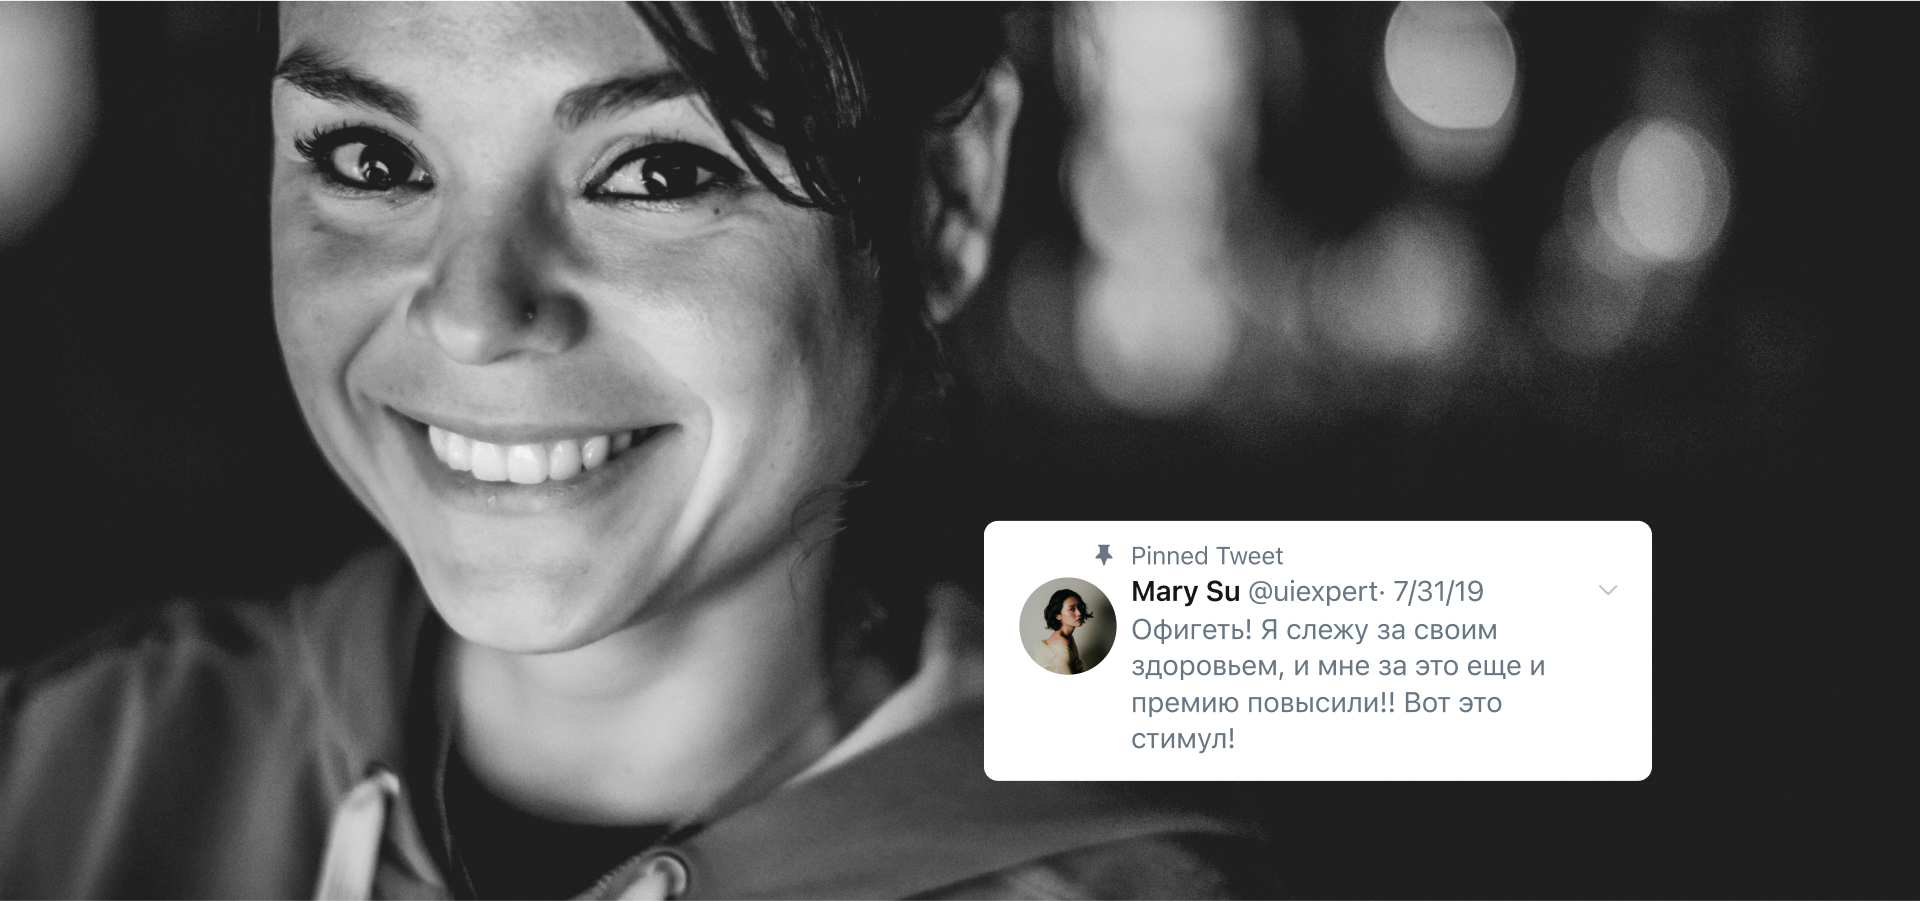 Pinned Tweet
Mary Su @uiexpert· 7/31/19
Офигеть! Я слежу за своим
здоровьем, и мне за это еще и
премию повысили!! Вот это
стимул!